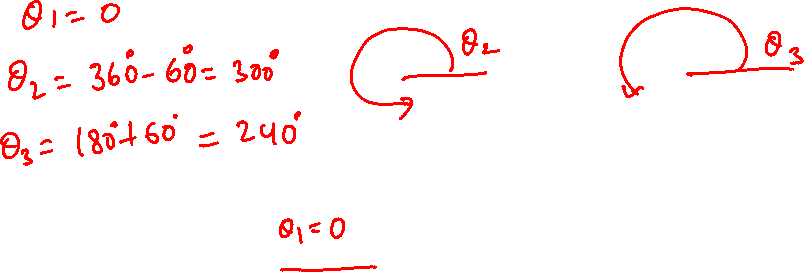 θ1 = 0
θ2 = 360° - 60° = 300°
θ2
θ3
θ3 = 180° + 60° = 240°
θ1 = 0